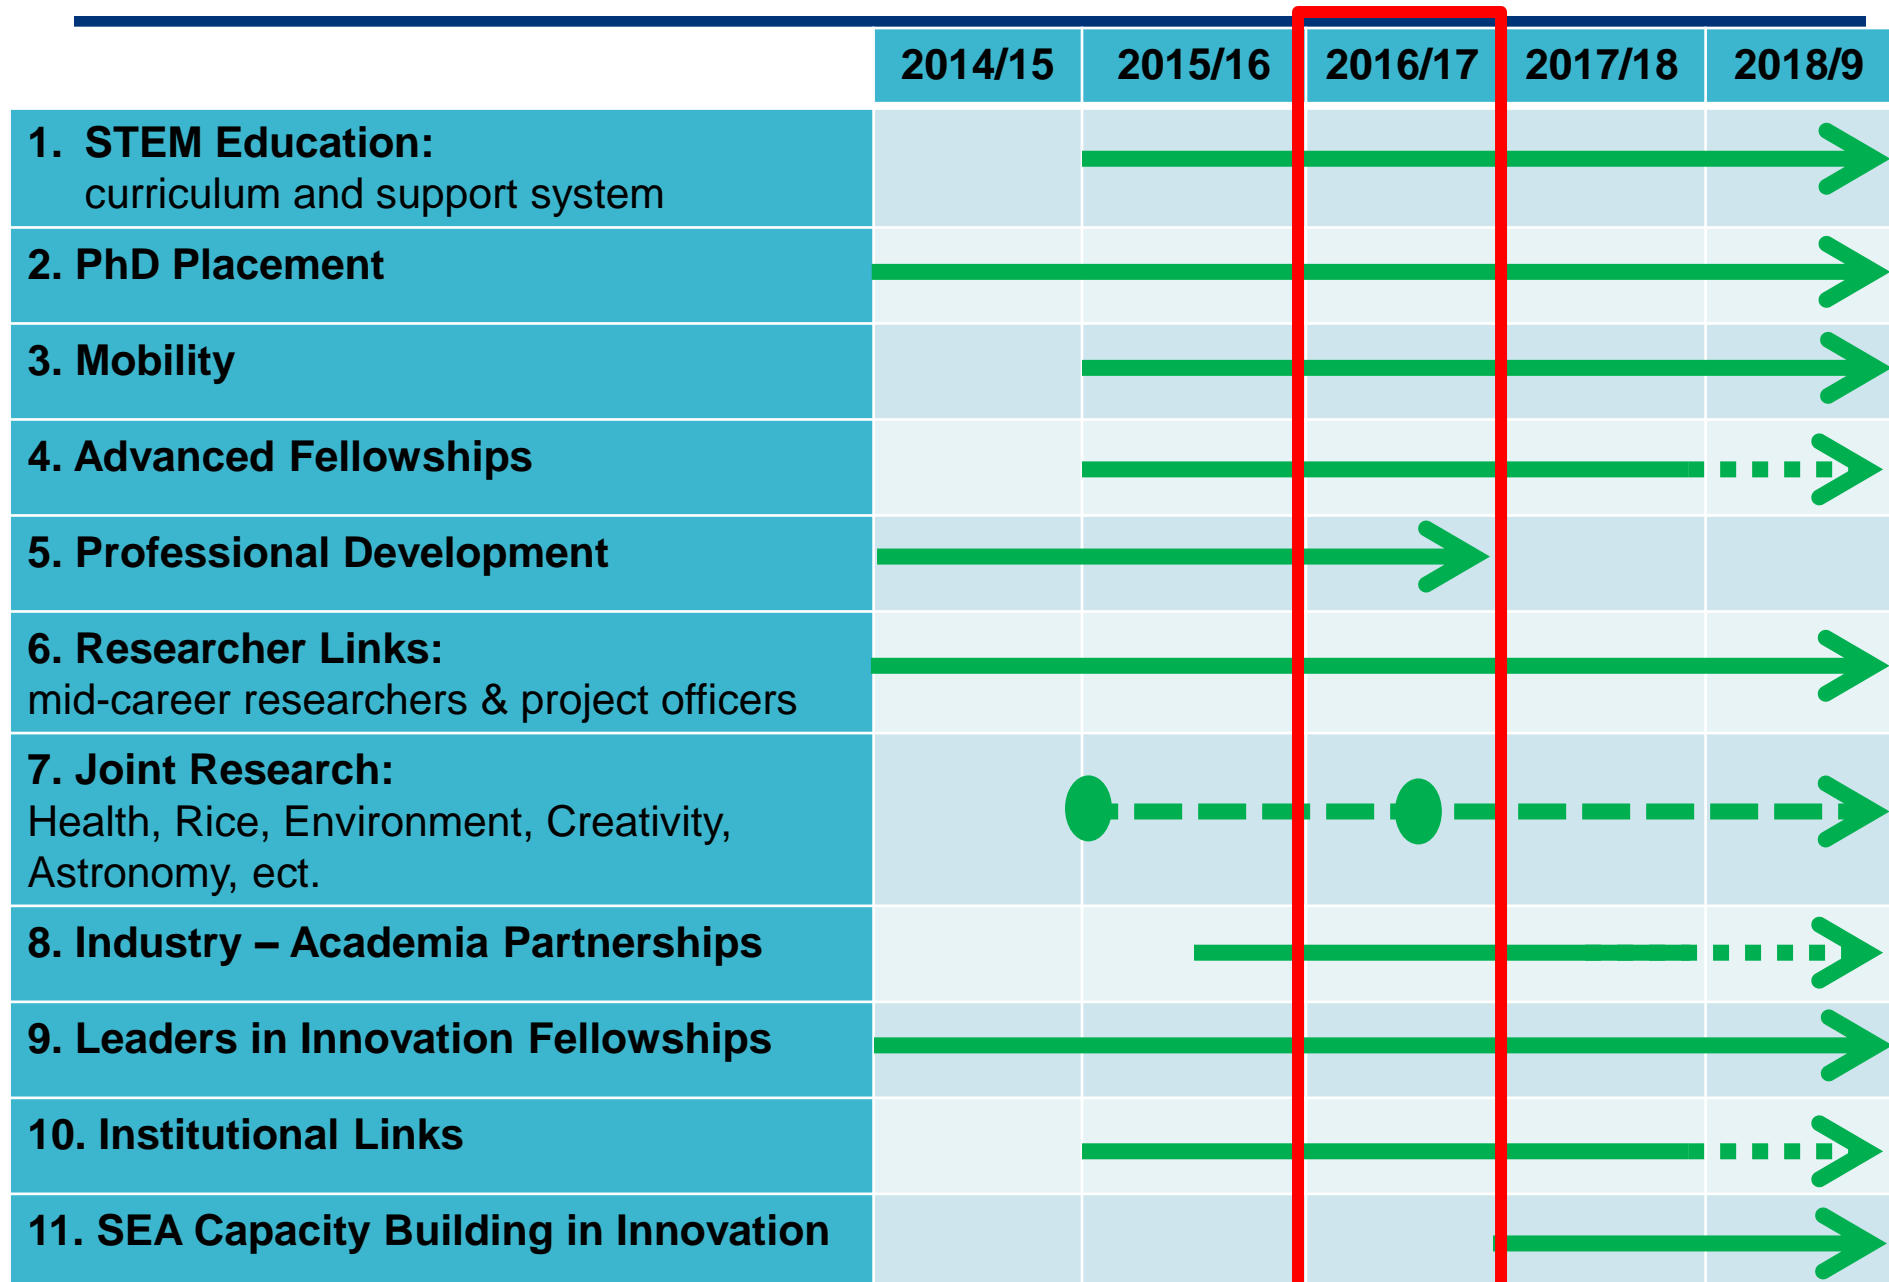 2014/15 2015/16 2016/17 2017/18 2018/9
1. STEM Education:
curriculum and support system
2. PhD Placement
3. Mobility
4. Advanced Fellowships
5. Professional Development
6. Researcher Links:
mid-career researchers & project officers
7. Joint Research:
Health, Rice, Environment, Creativity,
Astronomy, ect.
8. Industry – Academia Partnerships
9. Leaders in Innovation Fellowships
10. Institutional Links
11. SEA Capacity Building in Innovation